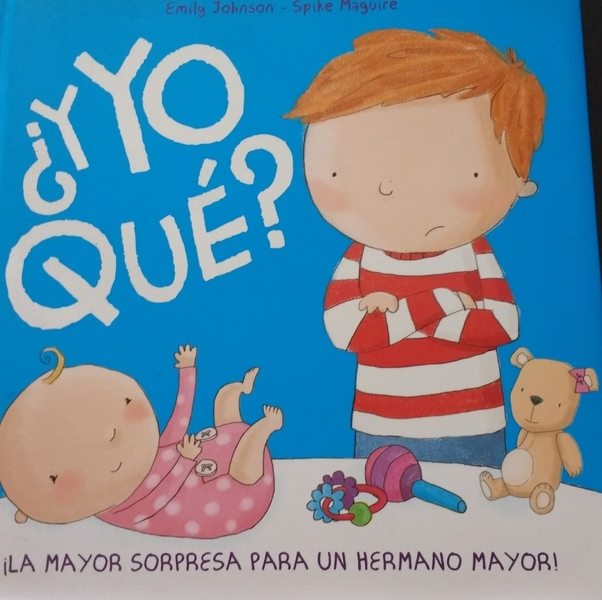 Emily Johnson - Spike Maguire
¿Y YO
QUÉ?
¡LA MAYOR SORPRESA PARA UN HERMANO MAYOR!